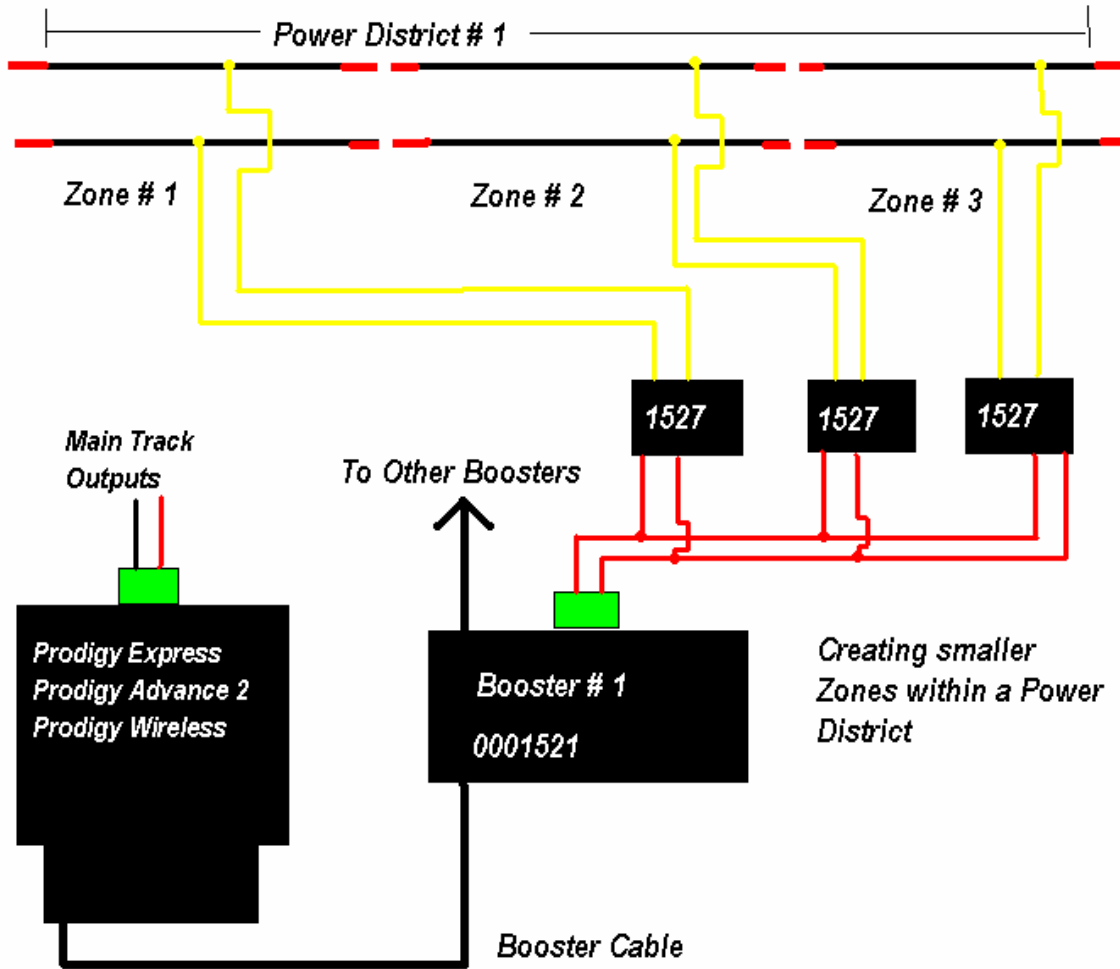 Power District # 1
Zone # 1
Zone # 2
Zone # 3
1527
1527
1527
Main Track
Outputs
To Other Boosters
Prodigy Express
Prodigy Advance 2
Prodigy Wireless
Booster # 1
0001521
Creating smaller
Zones within a Power
District
Booster Cable